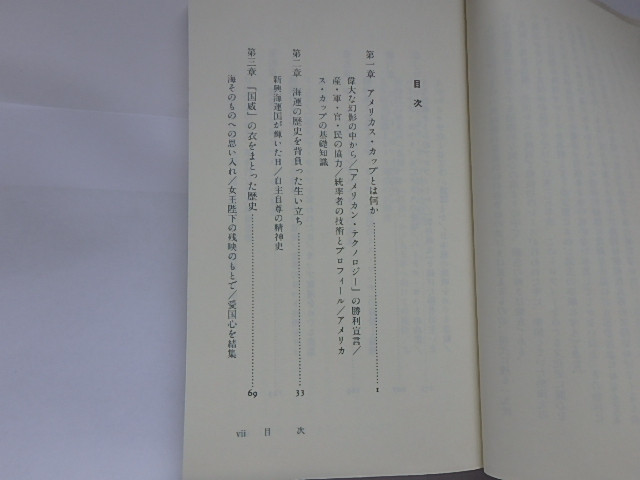 目次
第一章 アメリカス・カップとは何か…………1
偉大な幻影の中から/「アメリカン・テクノロジー」の勝利宣言/
産・軍・官・民の協力/統率者の技術とプロフィール/アメリカ
ス・カップの基礎知識
第二章 海運の歴史を背負った生い立ち…………33
新興海運国が輝いた日/自主自尊の精神史
第三章 「国威」の衣をまとった歴史…………69
海そのものへの思い入れ/女王陛下の残映のもとで/愛国心を結集
vii 目次